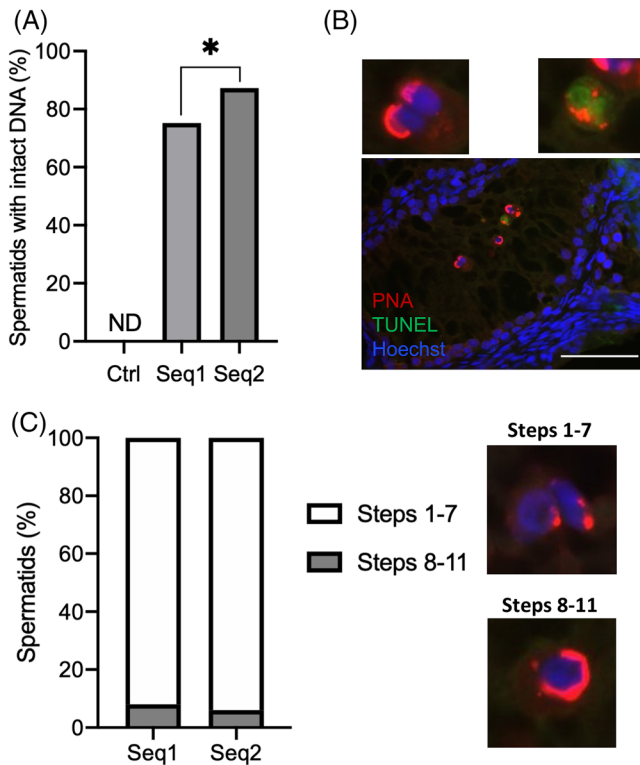 (A)
Spermatids with intact DNA (%)
100
80
60
40
20
0
ND
*
Ctrl Seq1 Seq2
(B)
PNA
TUNEL
Hoechst
(C)
Spermatids (%)
100
80
60
40
20
0
Seq1 Seq2
Steps 1-7
Steps 8-11
Steps 1-7
Steps 8-11